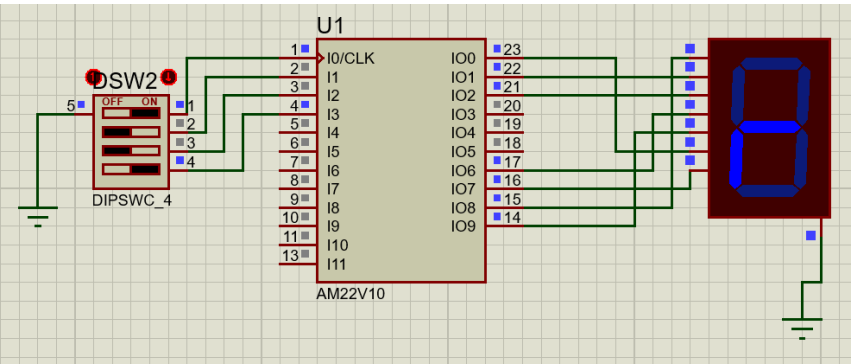 U1
DSW2
OFF ON
5
1
2
3
4
DIPSWC_4
1 I0/CLK IO0 23
2 I1 IO1 22
3 I2 IO2 21
4 I3 IO3 20
5 I4 IO4 19
6 I5 IO5 18
7 I6 IO6 17
8 I7 IO7 16
9 I8 IO8 15
10 I9 IO9 14
11 I10
13 I11
AM22V10